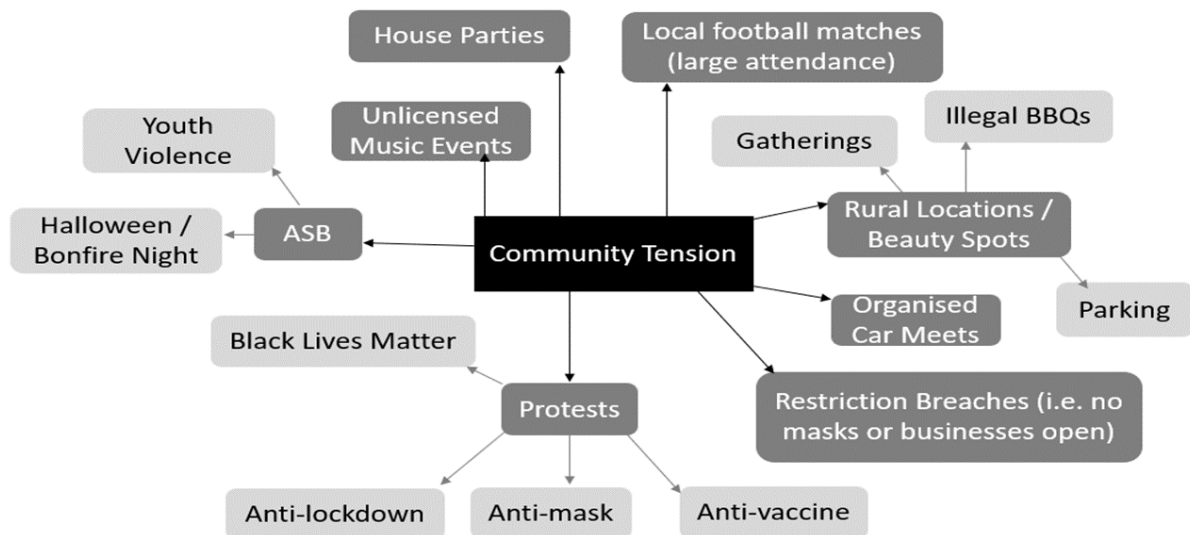 House Parties
Local football matches
(large attendance)
Unlicensed
Music Events
Illegal BBQs
Youth
Violence
Gatherings
Halloween /
Bonfire Night
ASB
Community Tension
Rural Locations /
Beauty Spots
Organised
Car Meets
Parking
Black Lives Matter
Protests
Restriction Breaches (i.e. no
masks or businesses open)
Anti-lockdown
Anti-mask
Anti-vaccine